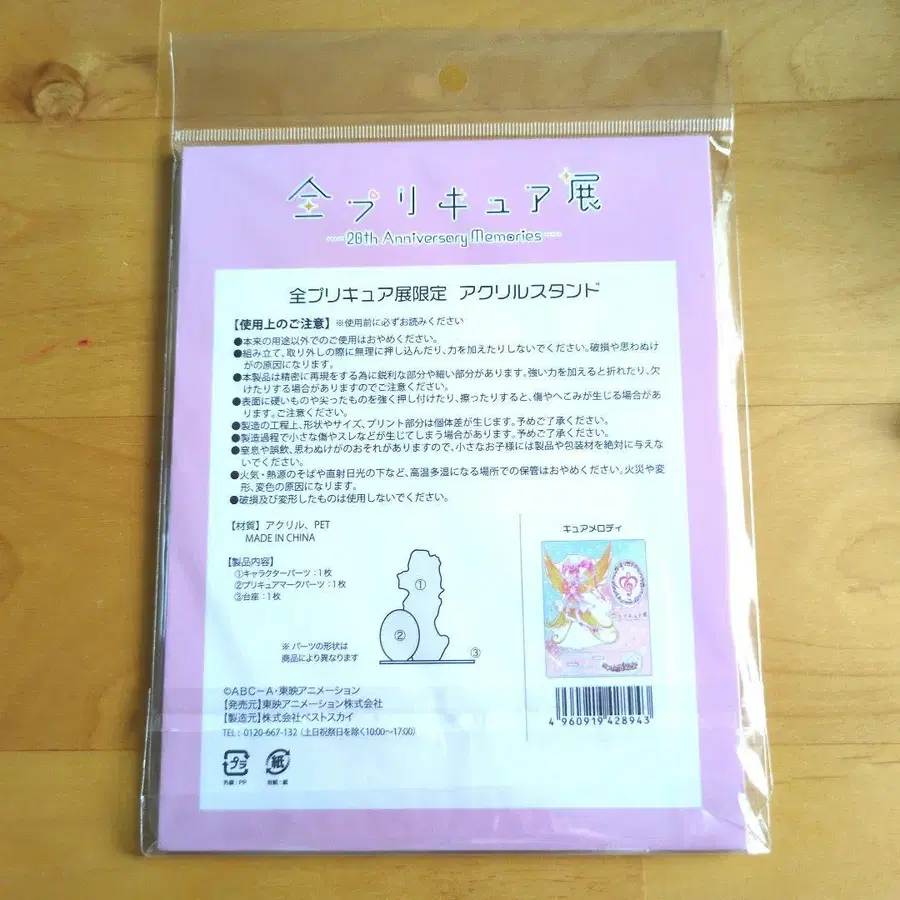 全プリキュア展
20th Anniversary Memories
全プリキュア展限定 アクリルスタンド
【使用上のご注意】 ※使用前に必ずお読みください
●本来の用途以外でのご使用はおやめください。
●組み立て、取り外しの際に無理に押し込んだり、力を加えたりしないでください。破損や思わぬけ
がの原因になります。
●本製品は精密に再現をする為に鋭利な部分や細い部分があります。強い力を加えると折れたり、欠
けたりする場合がありますのでご注意ください。
●表面に硬いものや尖ったものを強く押し付けたり、擦ったりすると、傷やへこみが生じる場合があ
ります。ご注意ください。
●製造の工程上、形状やサイズ、プリント部分は個体差が生じます。予めご了承ください。
●製造過程で小さな傷やスレなどが生じてしまう場合があります。予めご了承ください。
●窒息や誤飲、思わぬけがのおそれがありますので、小さなお子様には製品や包装材を絶対に与えな
いでください。
●火気・熱源のそばや直射日光の下など、高温多湿になる場所での保管はおやめください。火災や変
形、変色の原因になります。
●破損及び変形したものは使用しないでください。
【材質】 アクリル、PET
MADE IN CHINA
【製品内容】
①キャラクターパーツ:1枚
②プリキュアマークパーツ:1枚
③台座:1枚
①
②
③
※ パーツの形状は
商品により異なります
キュアメロディ
4 960919 428943
©ABC-A・東映アニメーション
【発売元】東映アニメーション株式会社
【製造元】株式会社ベストスカイ
TEL : 0120-667-132 (土日祝祭日を除く10:00〜17:00)
プラ
紙
外袋:PP
台紙:紙